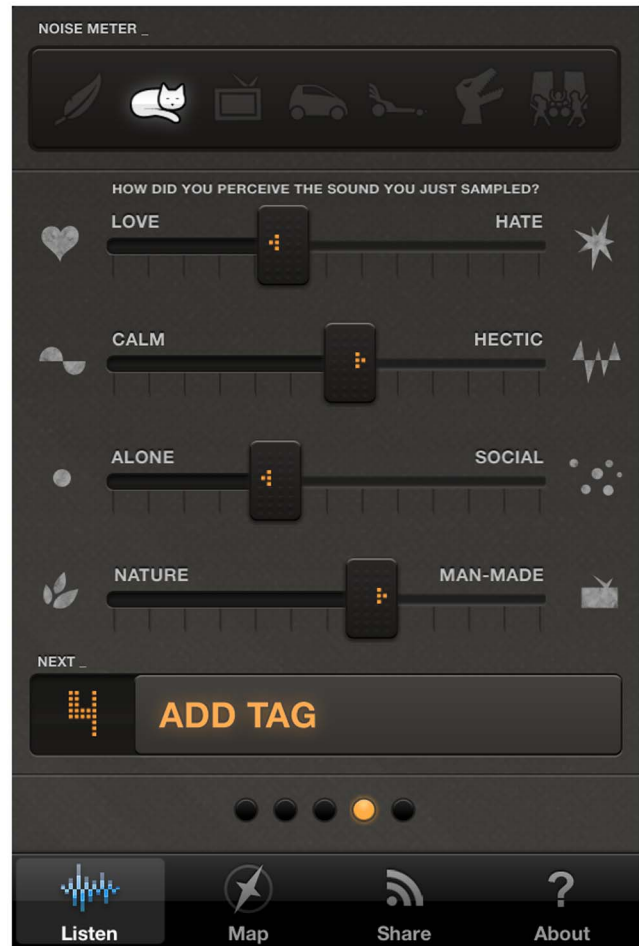 NOISE METER _
HOW DID YOU PERCEIVE THE SOUND YOU JUST SAMPLED?
LOVE HATE
CALM HECTIC
ALONE SOCIAL
NATURE MAN-MADE
NEXT _
4 ADD TAG
Listen Map Share About